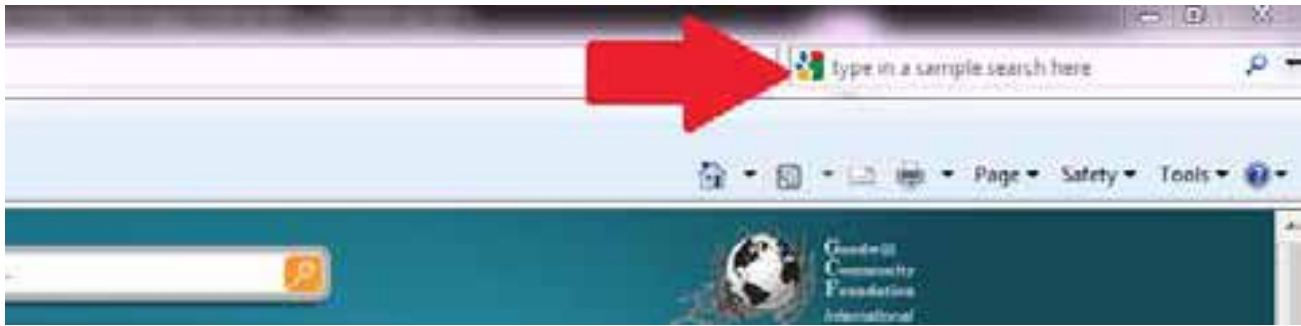 type in a sample search here
Page Safety Tools
Goodwill
Community
Foundation
International